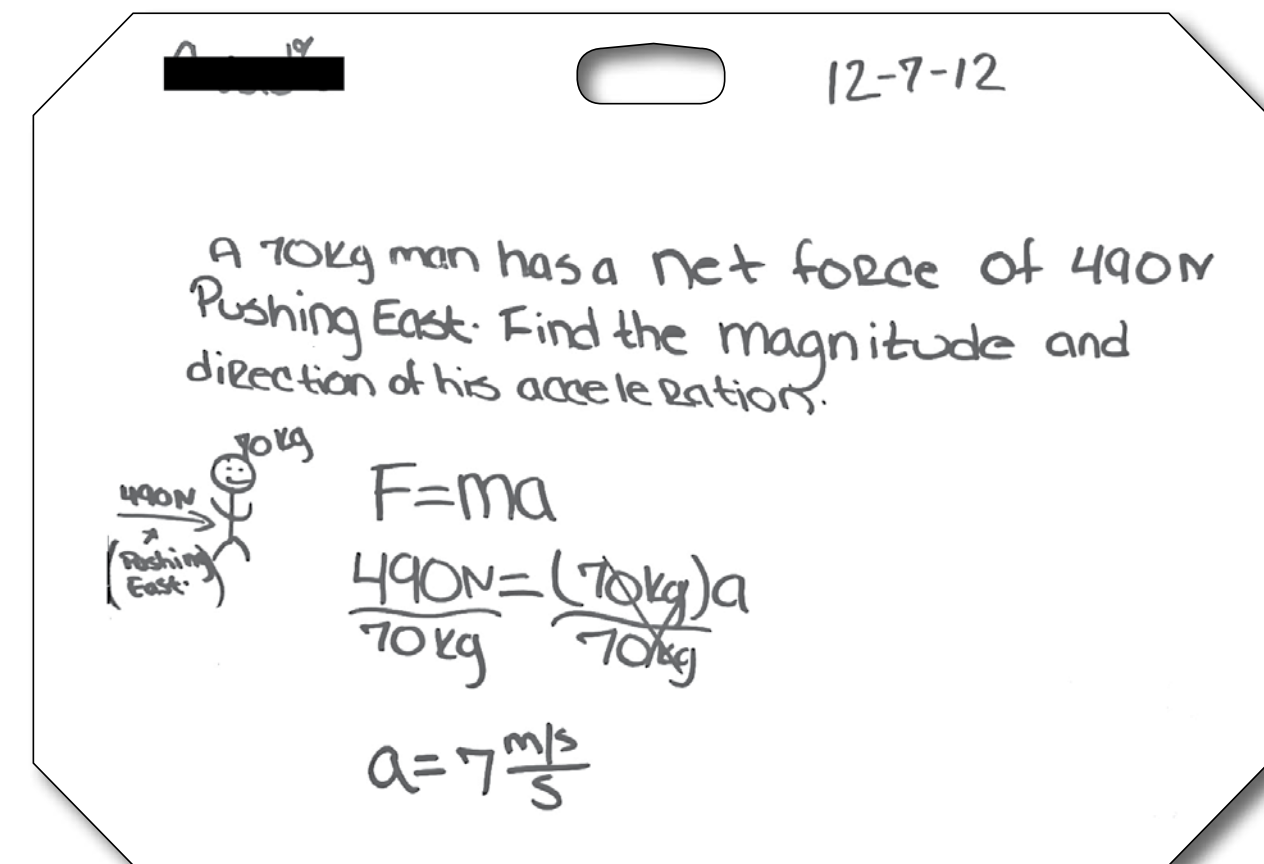 12-7-12
A 70kg man has a net force of 490N
Pushing East. Find the magnitude and
direction of his acceleration.
70kg
490N
(Pushing
East.)
F=ma
490N=(70kg)a
70kg 70kg
a=7 m/s
s